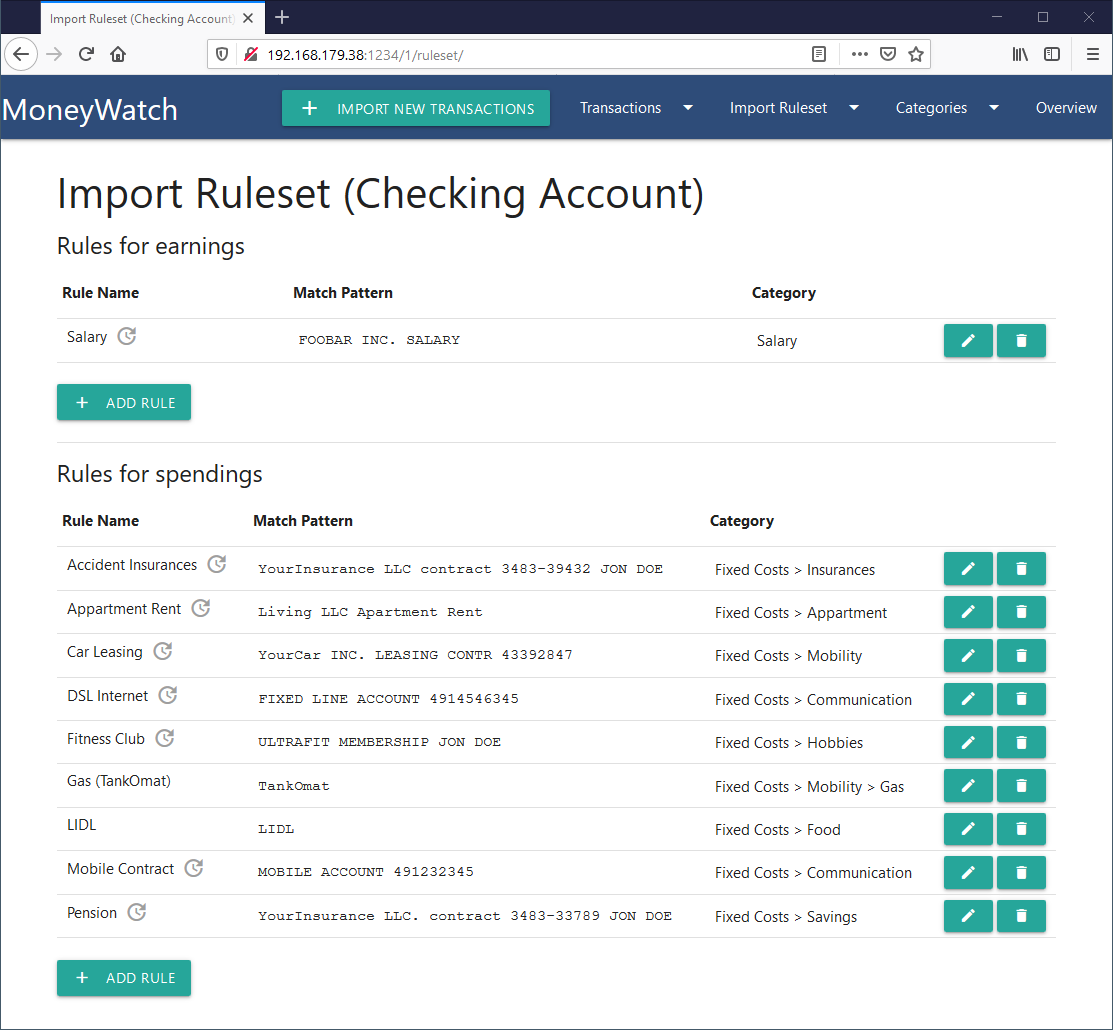 Import Ruleset (Checking Account)
192.168.179.38:1234/1/ruleset/
MoneyWatch
IMPORT NEW TRANSACTIONS
Transactions
Import Ruleset
Categories
Overview
Import Ruleset (Checking Account)
Rules for earnings
Rule Name Match Pattern Category
Salary FOOBAR INC. SALARY Salary
ADD RULE
Rules for spendings
Rule Name Match Pattern Category
Accident Insurances YourInsurance LLC contract 3483-39432 JON DOE Fixed Costs > Insurances
Appartment Rent Living LLC Apartment Rent Fixed Costs > Appartment
Car Leasing YourCar INC. LEASING CONTR 43392847 Fixed Costs > Mobility
DSL Internet FIXED LINE ACCOUNT 4914546345 Fixed Costs > Communication
Fitness Club ULTRAFIT MEMBERSHIP JON DOE Fixed Costs > Hobbies
Gas (TankOmat) TankOmat Fixed Costs > Mobility > Gas
LIDL LIDL Fixed Costs > Food
Mobile Contract MOBILE ACCOUNT 491232345 Fixed Costs > Communication
Pension YourInsurance LLC. contract 3483-33789 JON DOE Fixed Costs > Savings
ADD RULE